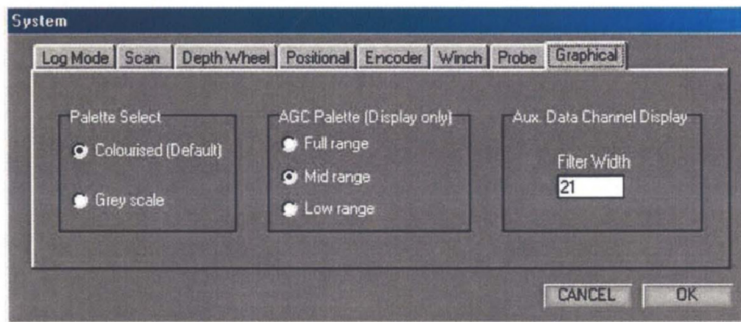 System
Log Mode Scan Depth Wheel Positional Encoder Winch Probe Graphical
Palette Select
Colourised (Default)
Grey scale
AGC Palette (Display only)
Full range
Mid range
Low range
Aux. Data Channel Display
Filter Width
21
CANCEL OK